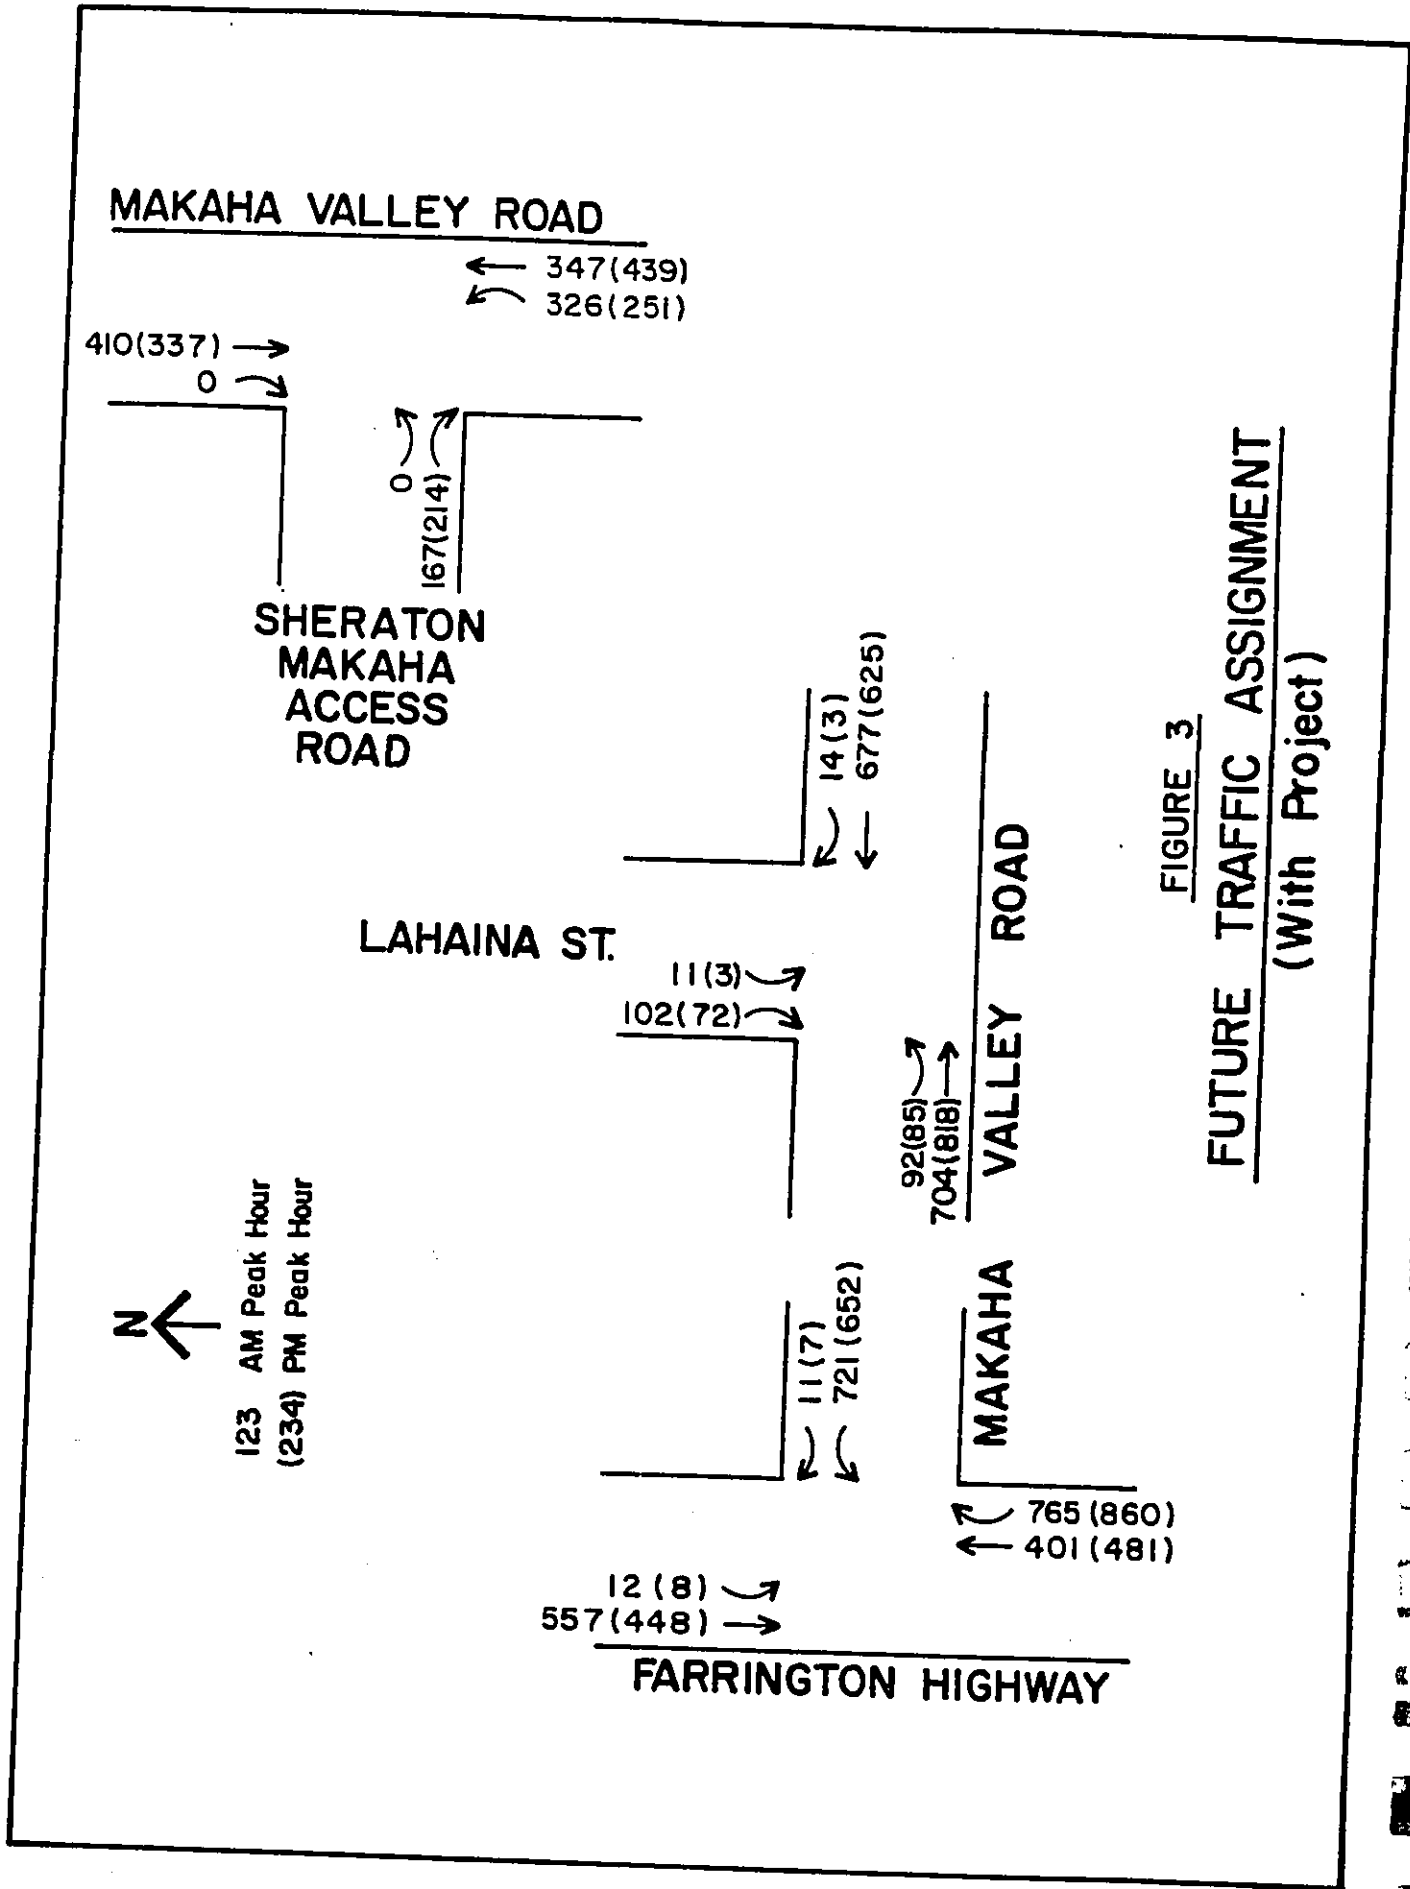 MAKAHA VALLEY ROAD
347(439)
326(251)
410(337)
0
0
167(214)
SHERATON
MAKAHA
ACCESS
ROAD
14(3)
677(625)
LAHAINA ST.
11(3)
102(72)
92(85)
704(818)
MAKAHA VALLEY ROAD
N
123 AM Peak Hour
(234) PM Peak Hour
11(7)
721(652)
765(860)
401(481)
12(8)
557(448)
FARRINGTON HIGHWAY
FIGURE 3
FUTURE TRAFFIC ASSIGNMENT
(With Project)